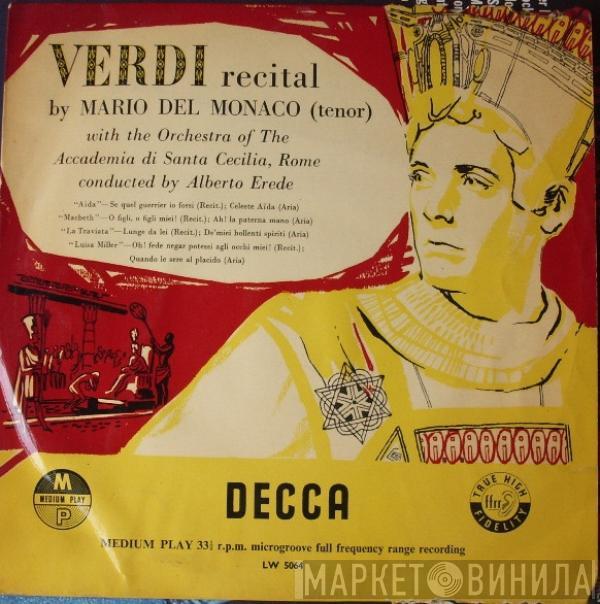 VERDI recital
by MARIO DEL MONACO (tenor)
with the Orchestra of The
Accademia di Santa Cecilia, Rome
conducted by Alberto Erede
"Aida"—Se quel guerrier io fossi (Recit.); Celeste Aïda (Aria)
"Macbeth"—O figli, o figli miei! (Recit.); Ah! la paterna mano (Aria)
"La Traviata"—Lunge da lei (Recit.); De'miei bollenti spiriti (Aria)
"Luisa Miller"—Oh! fede negar potessi agli occhi miei! (Recit.);
Quando le sere al placido (Aria)
M
MEDIUM PLAY
P
DECCA
TRUE HIGH
ffrr
FIDELITY
MEDIUM PLAY 33⅓ r.p.m. microgroove full frequency range recording
LW 5064
МАРКЕТ ВИНИЛА